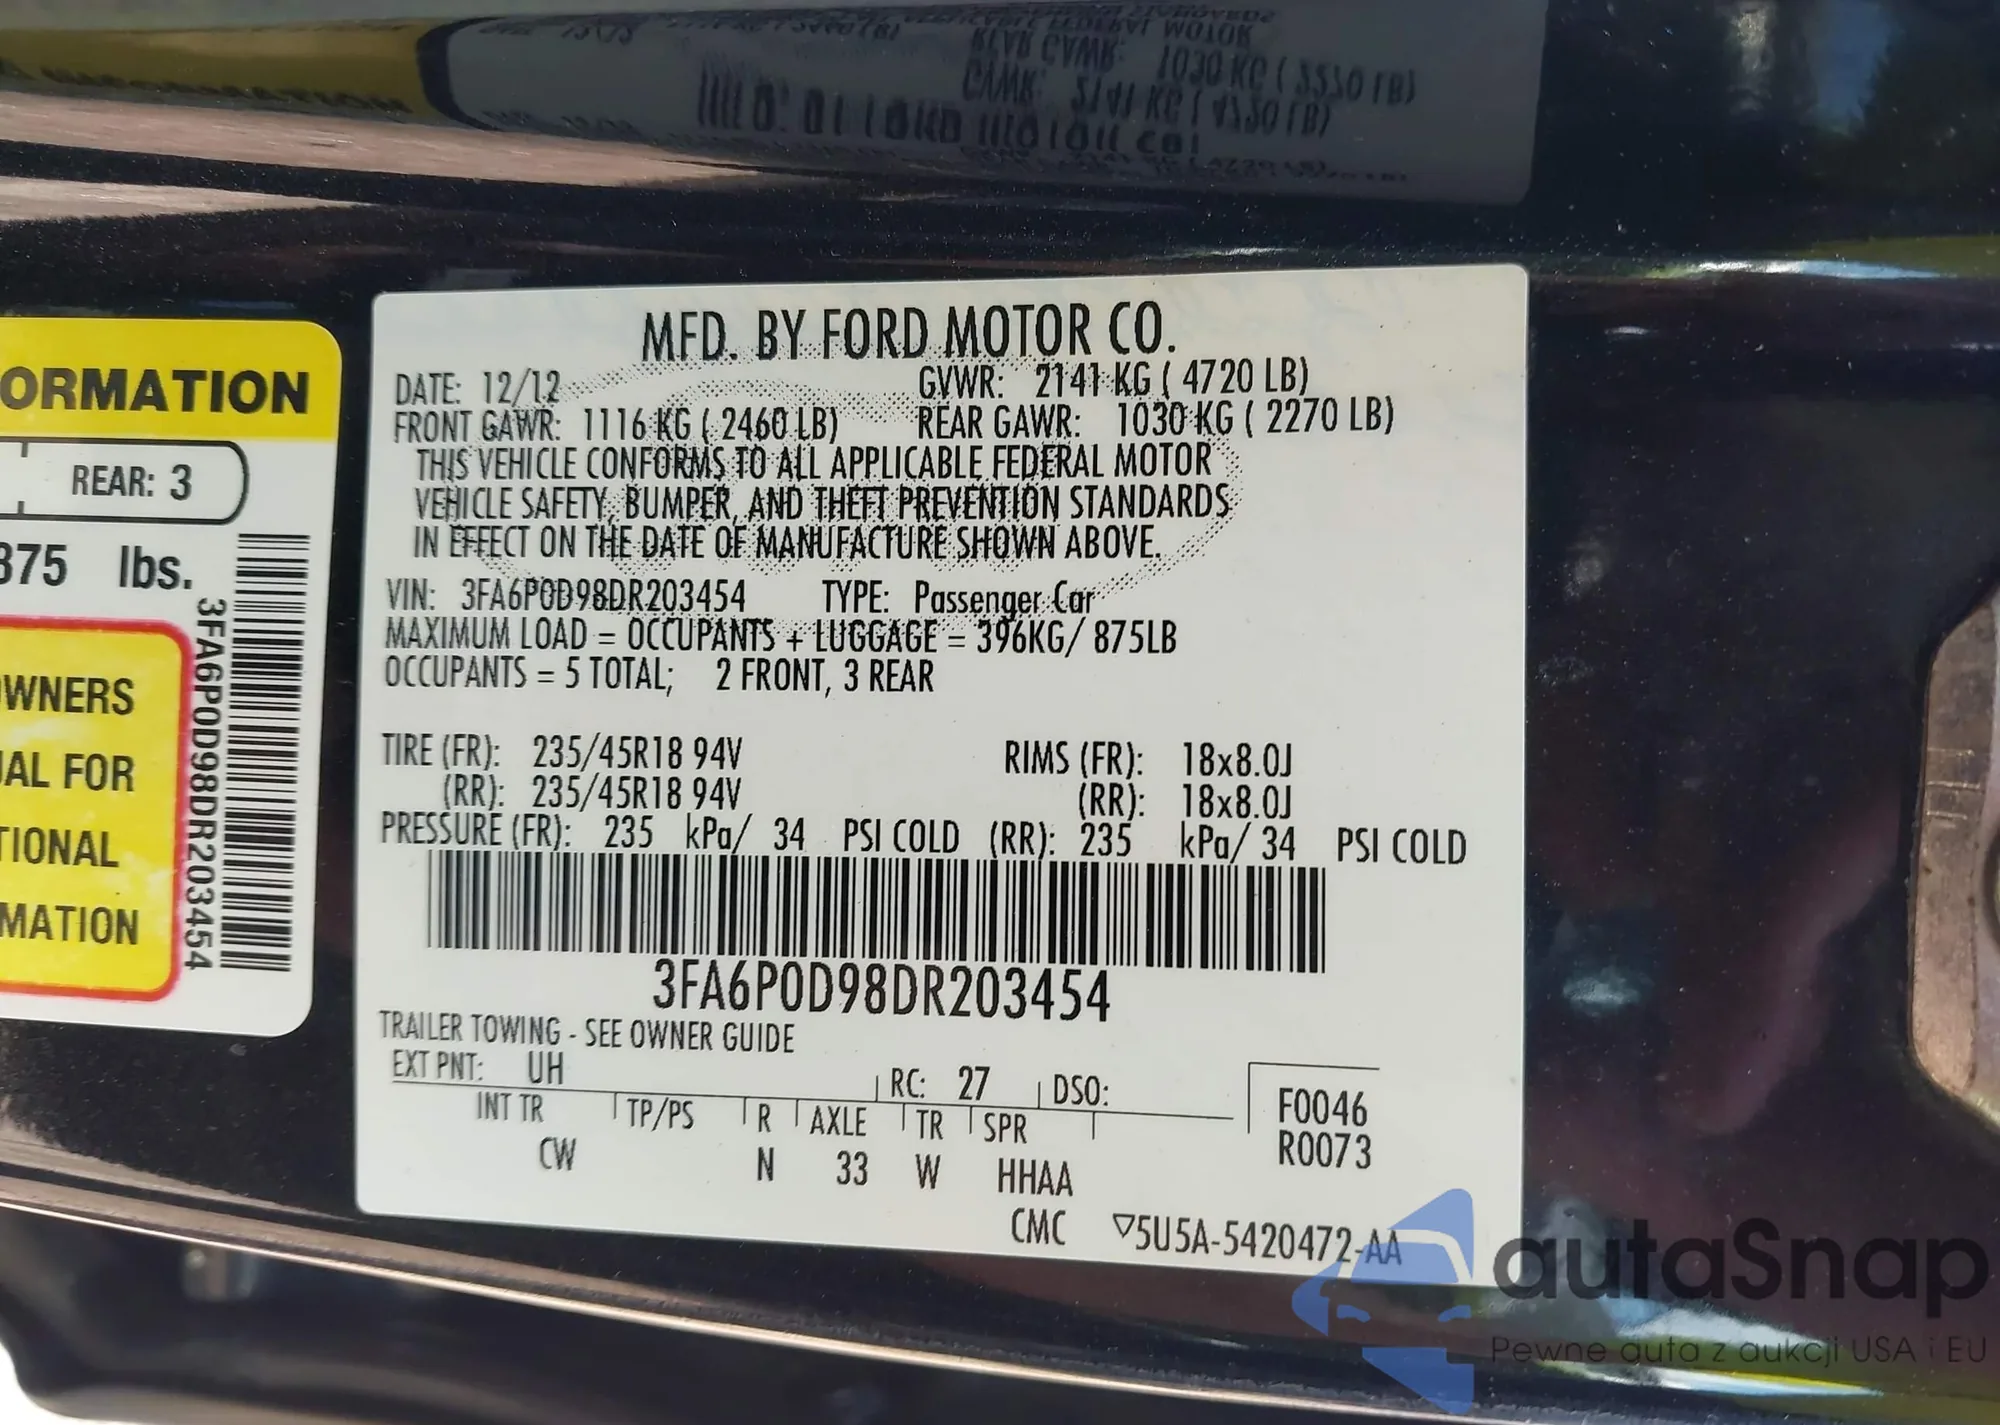 MFD. BY FORD MOTOR CO.
DATE: 12/12 GVWR: 2141 KG ( 4720 LB)
FRONT GAWR: 1116 KG ( 2460 LB) REAR GAWR: 1030 KG ( 2270 LB)
THIS VEHICLE CONFORMS TO ALL APPLICABLE FEDERAL MOTOR
VEHICLE SAFETY, BUMPER, AND THEFT PREVENTION STANDARDS
IN EFFECT ON THE DATE OF MANUFACTURE SHOWN ABOVE.
VIN: 3FA6P0D98DR203454 TYPE: Passenger Car
MAXIMUM LOAD = OCCUPANTS + LUGGAGE = 396KG/ 875LB
OCCUPANTS = 5 TOTAL; 2 FRONT, 3 REAR
TIRE (FR): 235/45R18 94V RIMS (FR): 18x8.0J
(RR): 235/45R18 94V (RR): 18x8.0J
PRESSURE (FR): 235 kPa/ 34 PSI COLD (RR): 235 kPa/ 34 PSI COLD
3FA6P0D98DR203454
TRAILER TOWING - SEE OWNER GUIDE
EXT PNT: UH RC: 27 DSO:
INT TR TP/PS R AXLE TR SPR
CW N 33 W HHAA
CMC
F0046
R0073
▽5U5A-5420472-AA
ORMATION
REAR: 3
875 lbs.
3FA6P0D98DR203454
OWNERS
UAL FOR
TIONAL
MATION
autaSnap
Pewne auta z aukcji USA i EU